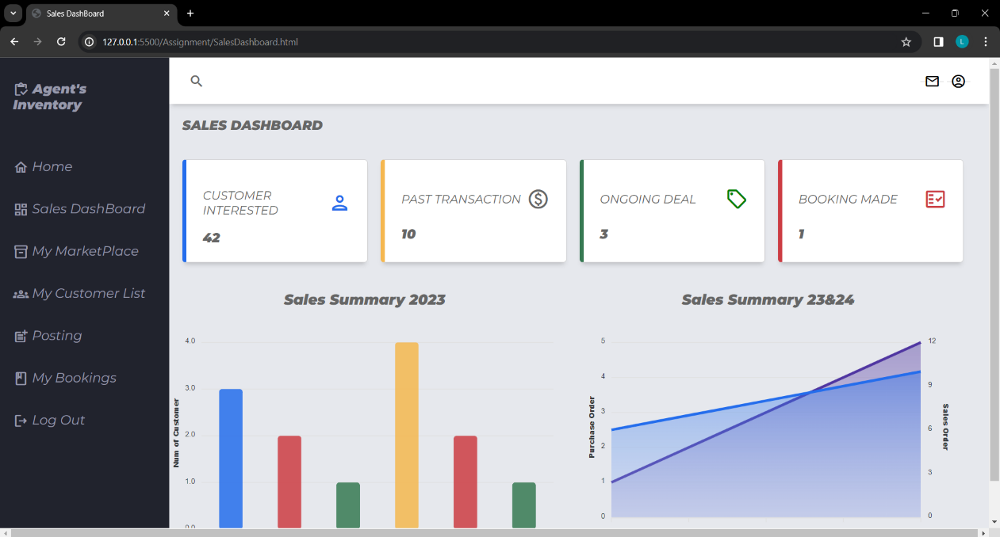 Sales DashBoard
127.0.0.1:5500/Assignment/SalesDashboard.html
L
Agent's
Inventory
Home
Sales DashBoard
My MarketPlace
My Customer List
Posting
My Bookings
Log Out
SALES DASHBOARD
CUSTOMER
INTERESTED
42
PAST TRANSACTION
$
10
ONGOING DEAL
3
BOOKING MADE
1
Sales Summary 2023
Num of Customer
4.0
3.0
2.0
1.0
0.0
Sales Summary 23&24
Purchase Order
5
4
3
2
1
0
12
9
6
3
0
Sales Order